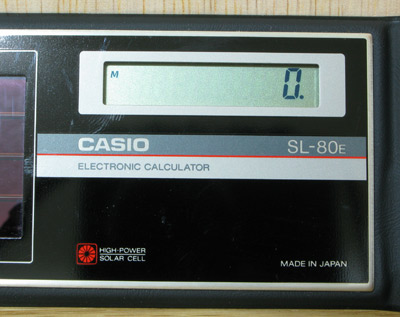 M
0.
CASIO SL-80E
ELECTRONIC CALCULATOR
HIGH-POWER
SOLAR CELL
MADE IN JAPAN